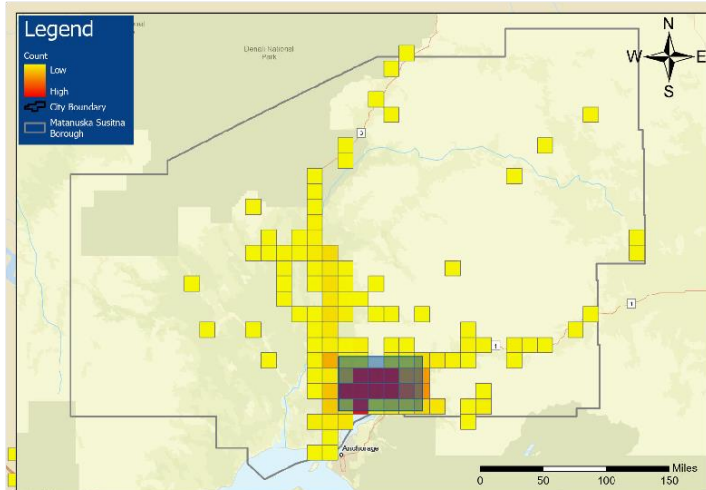 Legend
Count
Low
High
City Boundary
Matanuska Susitna
Borough
Denali National
Park
N
W
E
S
3
1
1
Anchorage
Miles
0
50
100
150